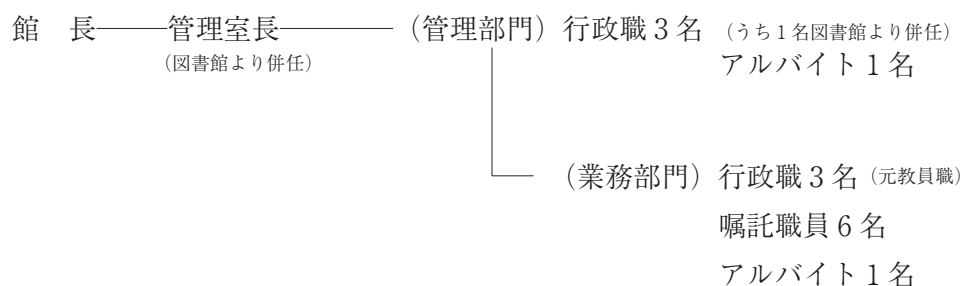 館　長──管理室長────（管理部門）行政職３名（うち１名図書館より併任）
（図書館より併任）
アルバイト１名
（業務部門）行政職３名（元教員職）
嘱託職員６名
アルバイト１名